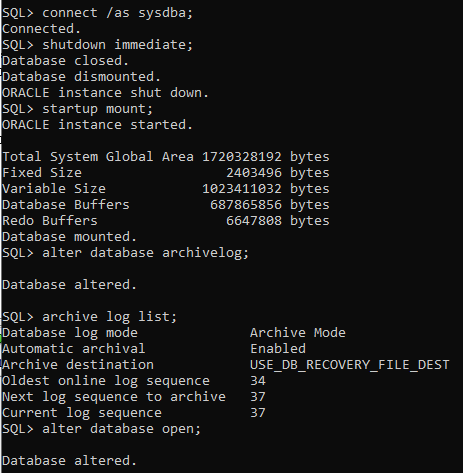 SQL> connect /as sysdba;
Connected.
SQL> shutdown immediate;
Database closed.
Database dismounted.
ORACLE instance shut down.
SQL> startup mount;
ORACLE instance started.
Total System Global Area 1720328192 bytes
Fixed Size                  2403496 bytes
Variable Size            1023411032 bytes
Database Buffers          687865856 bytes
Redo Buffers                6647808 bytes
Database mounted.
SQL> alter database archivelog;
Database altered.
SQL> archive log list;
Database log mode              Archive Mode
Automatic archival             Enabled
Archive destination            USE_DB_RECOVERY_FILE_DEST
Oldest online log sequence     34
Next log sequence to archive   37
Current log sequence           37
SQL> alter database open;
Database altered.